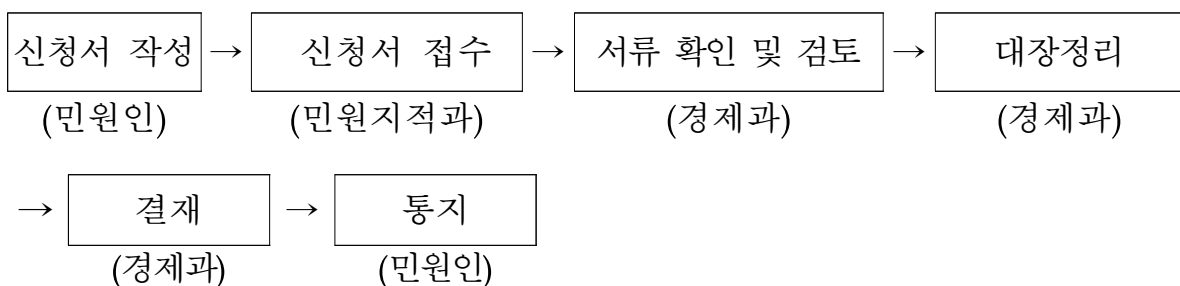 신청서 작성 → 신청서 접수 → 서류 확인 및 검토 → 대장정리
(민원인) (민원지적과) (경제과) (경제과)
→ 결재 → 통지
(경제과) (민원인)